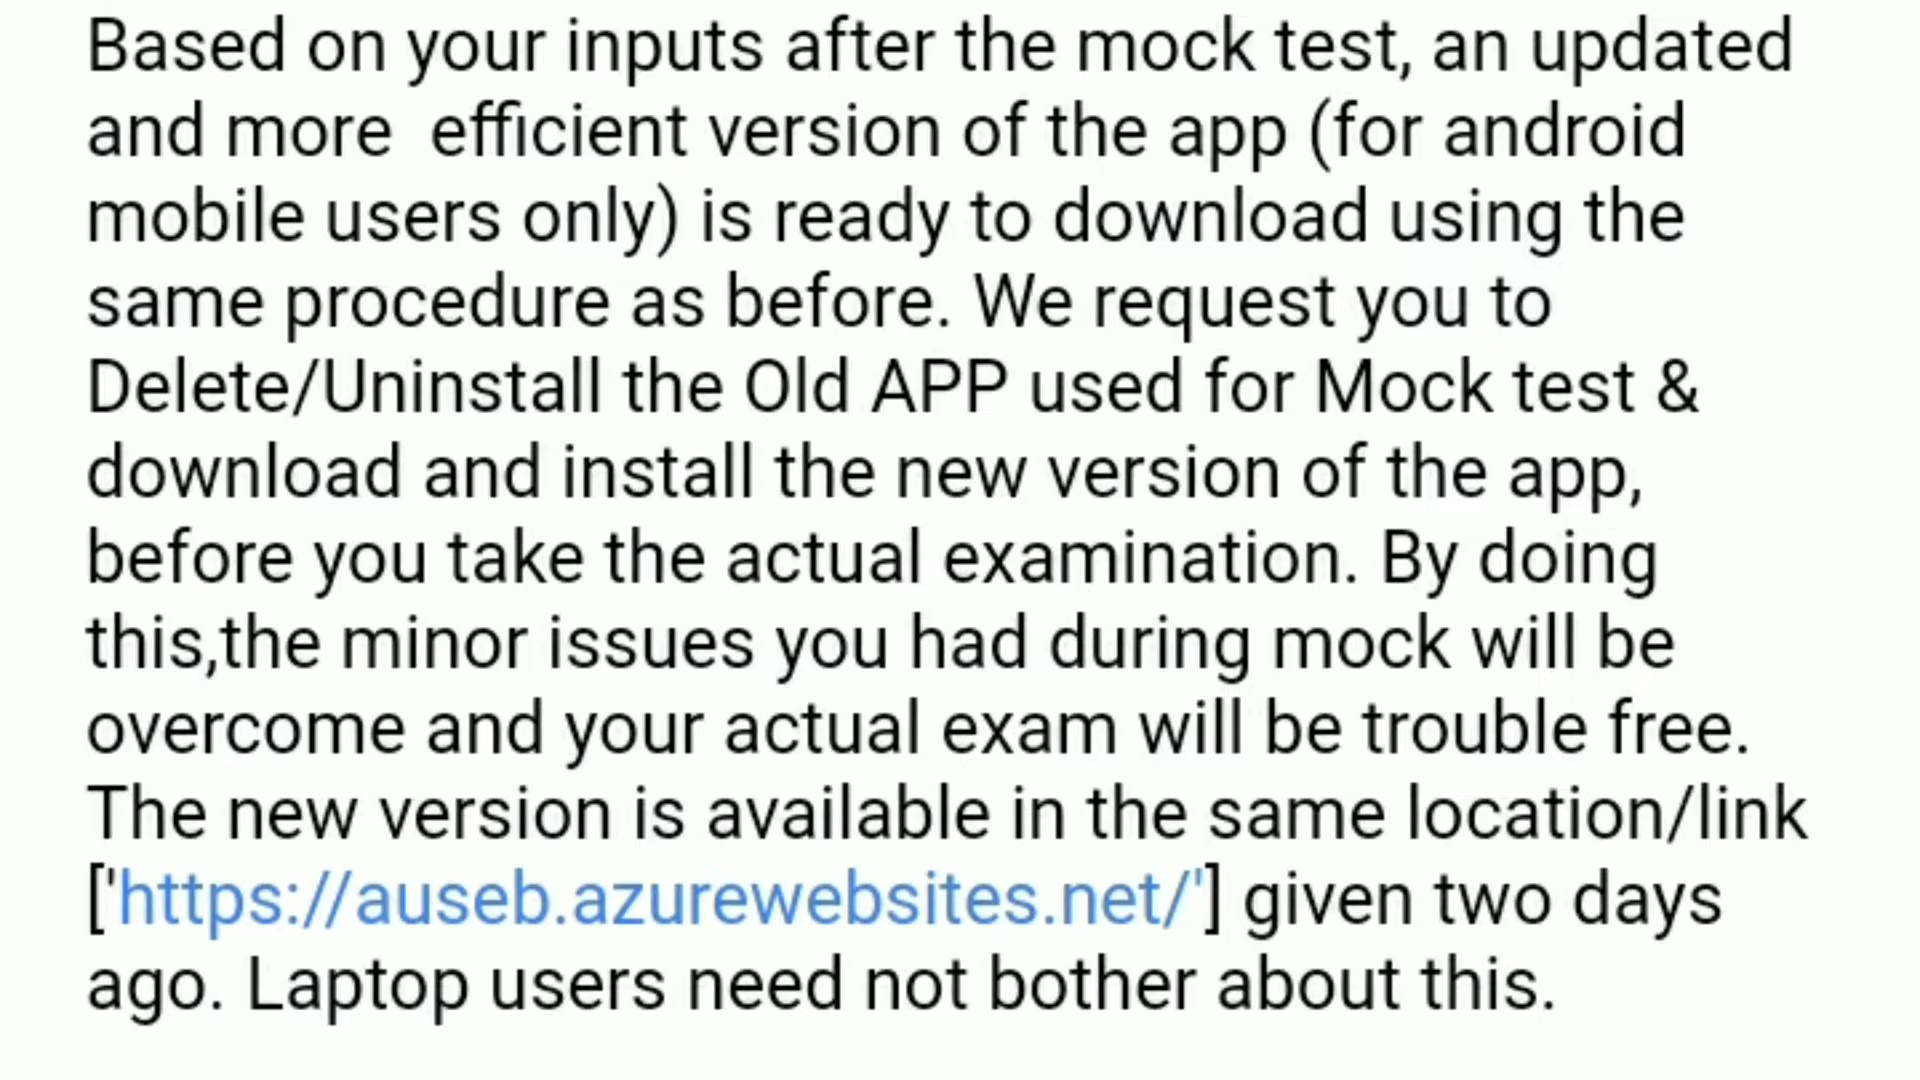 Based on your inputs after the mock test, an updated
and more  efficient version of the app (for android
mobile users only) is ready to download using the
same procedure as before. We request you to
Delete/Uninstall the Old APP used for Mock test &
download and install the new version of the app,
before you take the actual examination. By doing
this,the minor issues you had during mock will be
overcome and your actual exam will be trouble free.
The new version is available in the same location/link
['https://auseb.azurewebsites.net/'] given two days
ago. Laptop users need not bother about this.